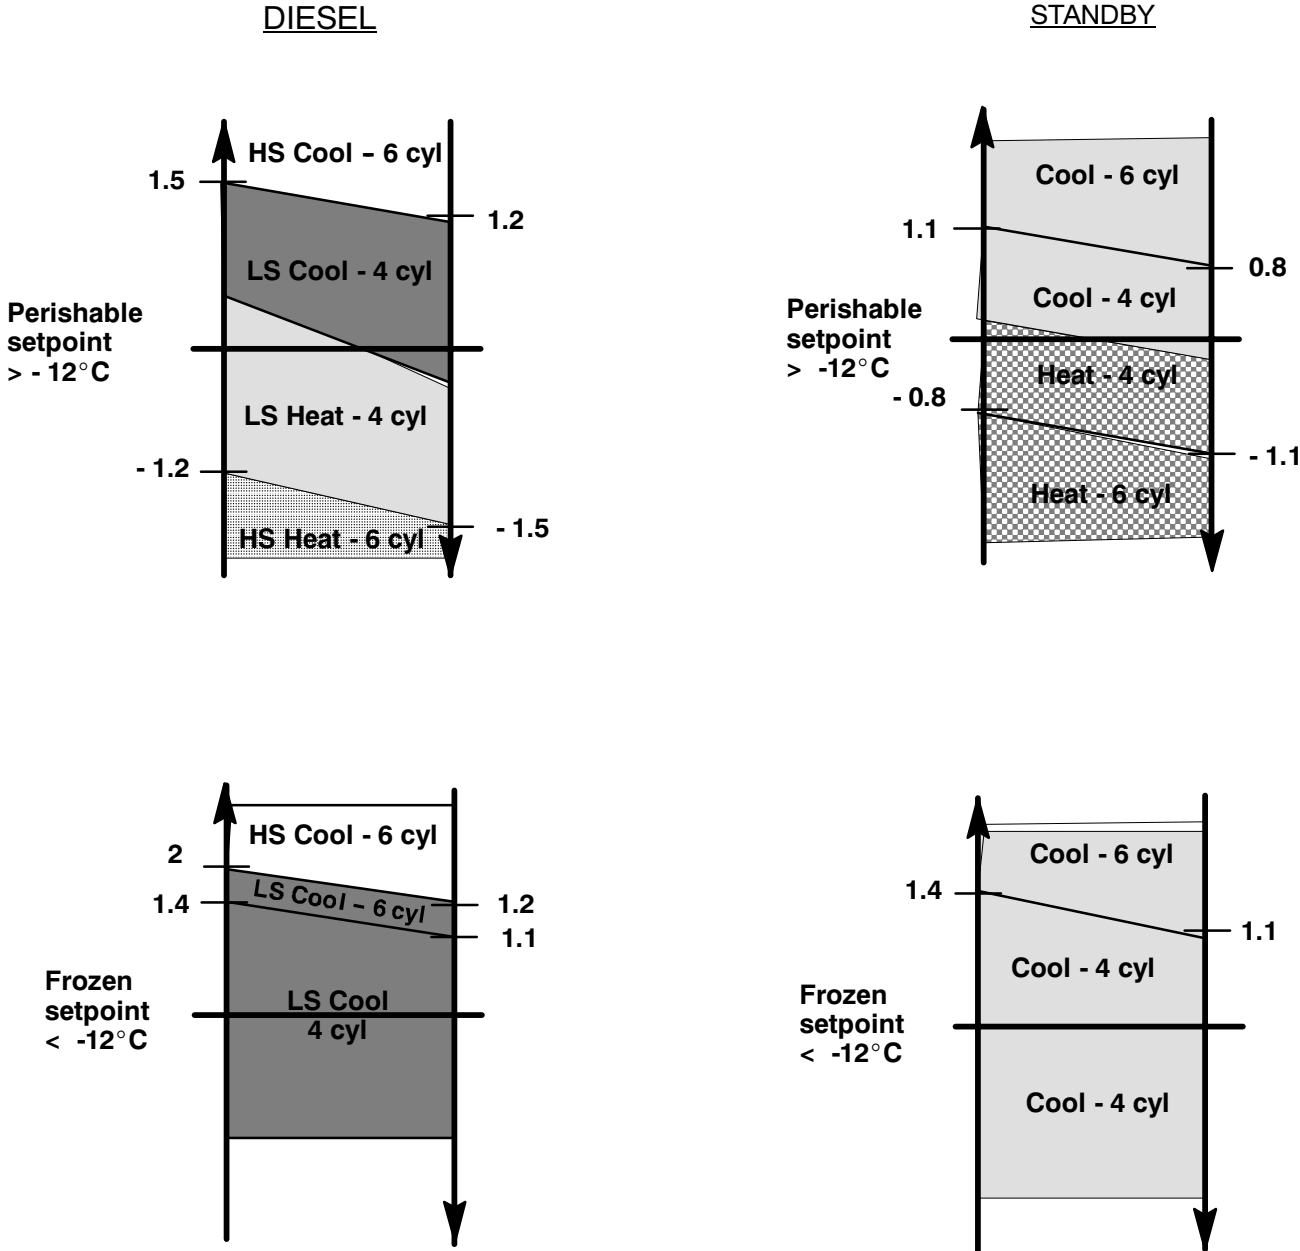 DIESEL
STANDBY
HS Cool - 6 cyl
1.5
1.2
LS Cool - 4 cyl
Perishable
setpoint
> - 12°C
LS Heat - 4 cyl
- 1.2
- 1.5
HS Heat - 6 cyl
Cool - 6 cyl
1.1
0.8
Cool - 4 cyl
Perishable
setpoint
> -12°C
Heat - 4 cyl
- 0.8
- 1.1
Heat - 6 cyl
HS Cool - 6 cyl
2
LS Cool - 6 cyl
1.4
1.2
1.1
Frozen
setpoint
< -12°C
LS Cool
4 cyl
Cool - 6 cyl
1.4
1.1
Cool - 4 cyl
Frozen
setpoint
< -12°C
Cool - 4 cyl